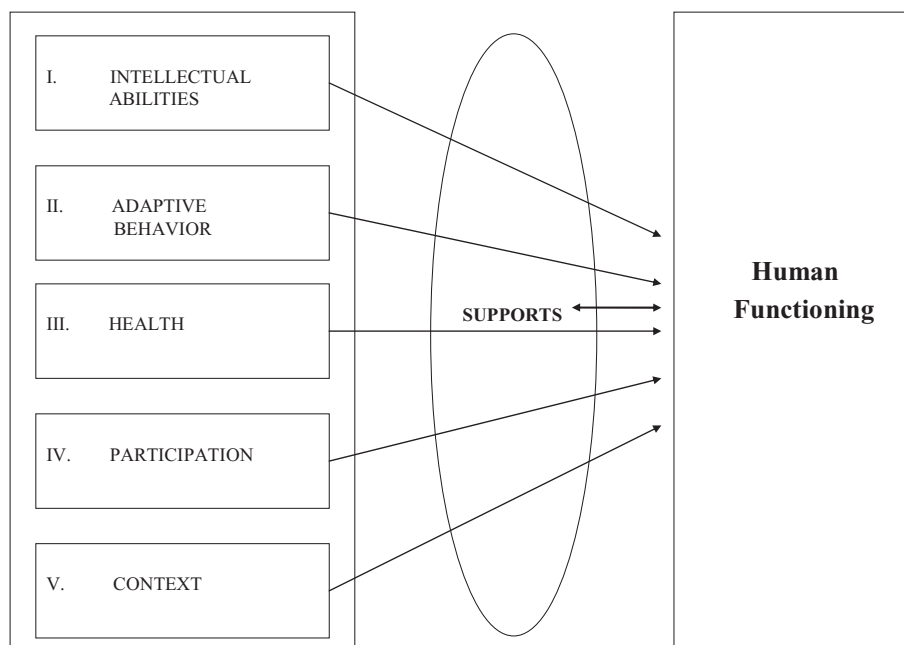 I. INTELLECTUAL
ABILITIES
II. ADAPTIVE
BEHAVIOR
III. HEALTH
IV. PARTICIPATION
V. CONTEXT
SUPPORTS
Human
Functioning